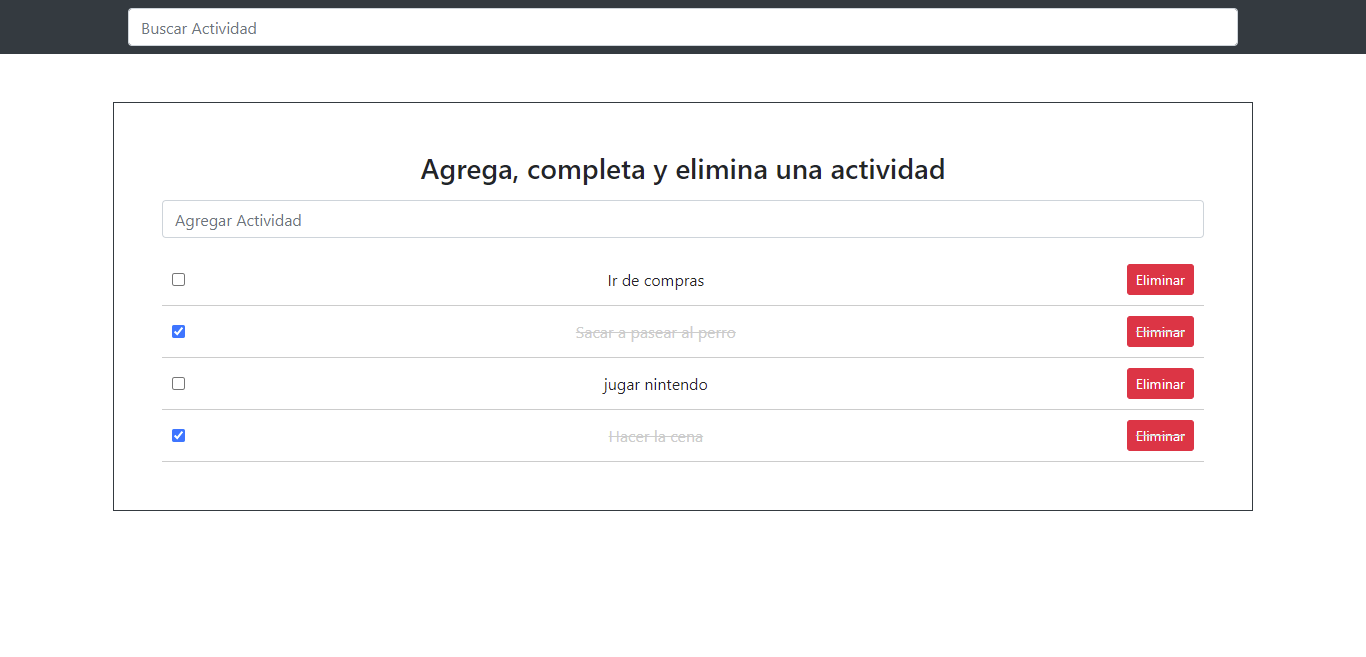 Buscar Actividad
Agrega, completa y elimina una actividad
Agregar Actividad
Ir de compras Eliminar
Sacar a pasear al perro Eliminar
jugar nintendo Eliminar
Hacer la cena Eliminar